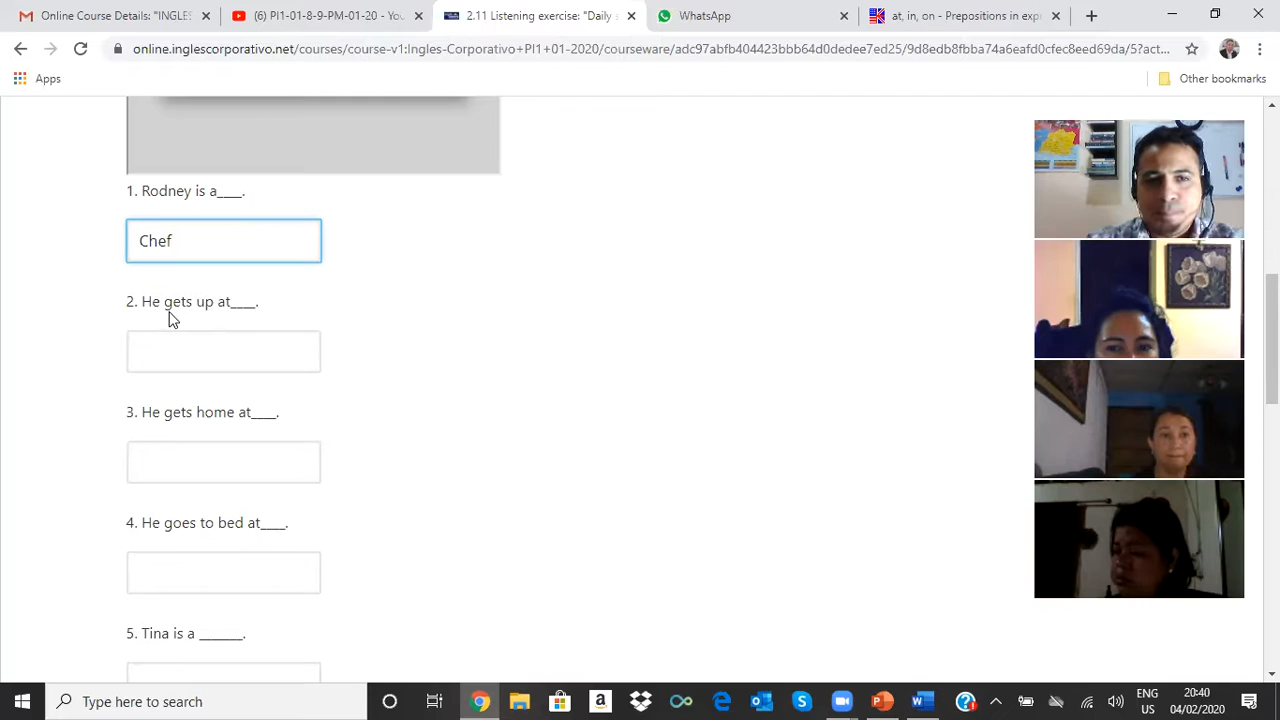 Online Course Details: "INGLES
(6) PI1-01-8-9-PM-01-20 - You
2.11 Listening exercise: "Daily s
WhatsApp
at, in, on - Prepositions in expr
online.inglescorporativo.net/courses/course-v1:Ingles-Corporativo+PI1+01-2020/courseware/adc97abfb404423bbb64d0dedee7ed25/9d8edb8fbba74a6eafd0cfec8eed69da/5?act...
Apps
Other bookmarks
1. Rodney is a____.
Chef
2. He gets up at____.
3. He gets home at____.
4. He goes to bed at____.
5. Tina is a _______.
Type here to search
ENG
US
20:40
04/02/2020